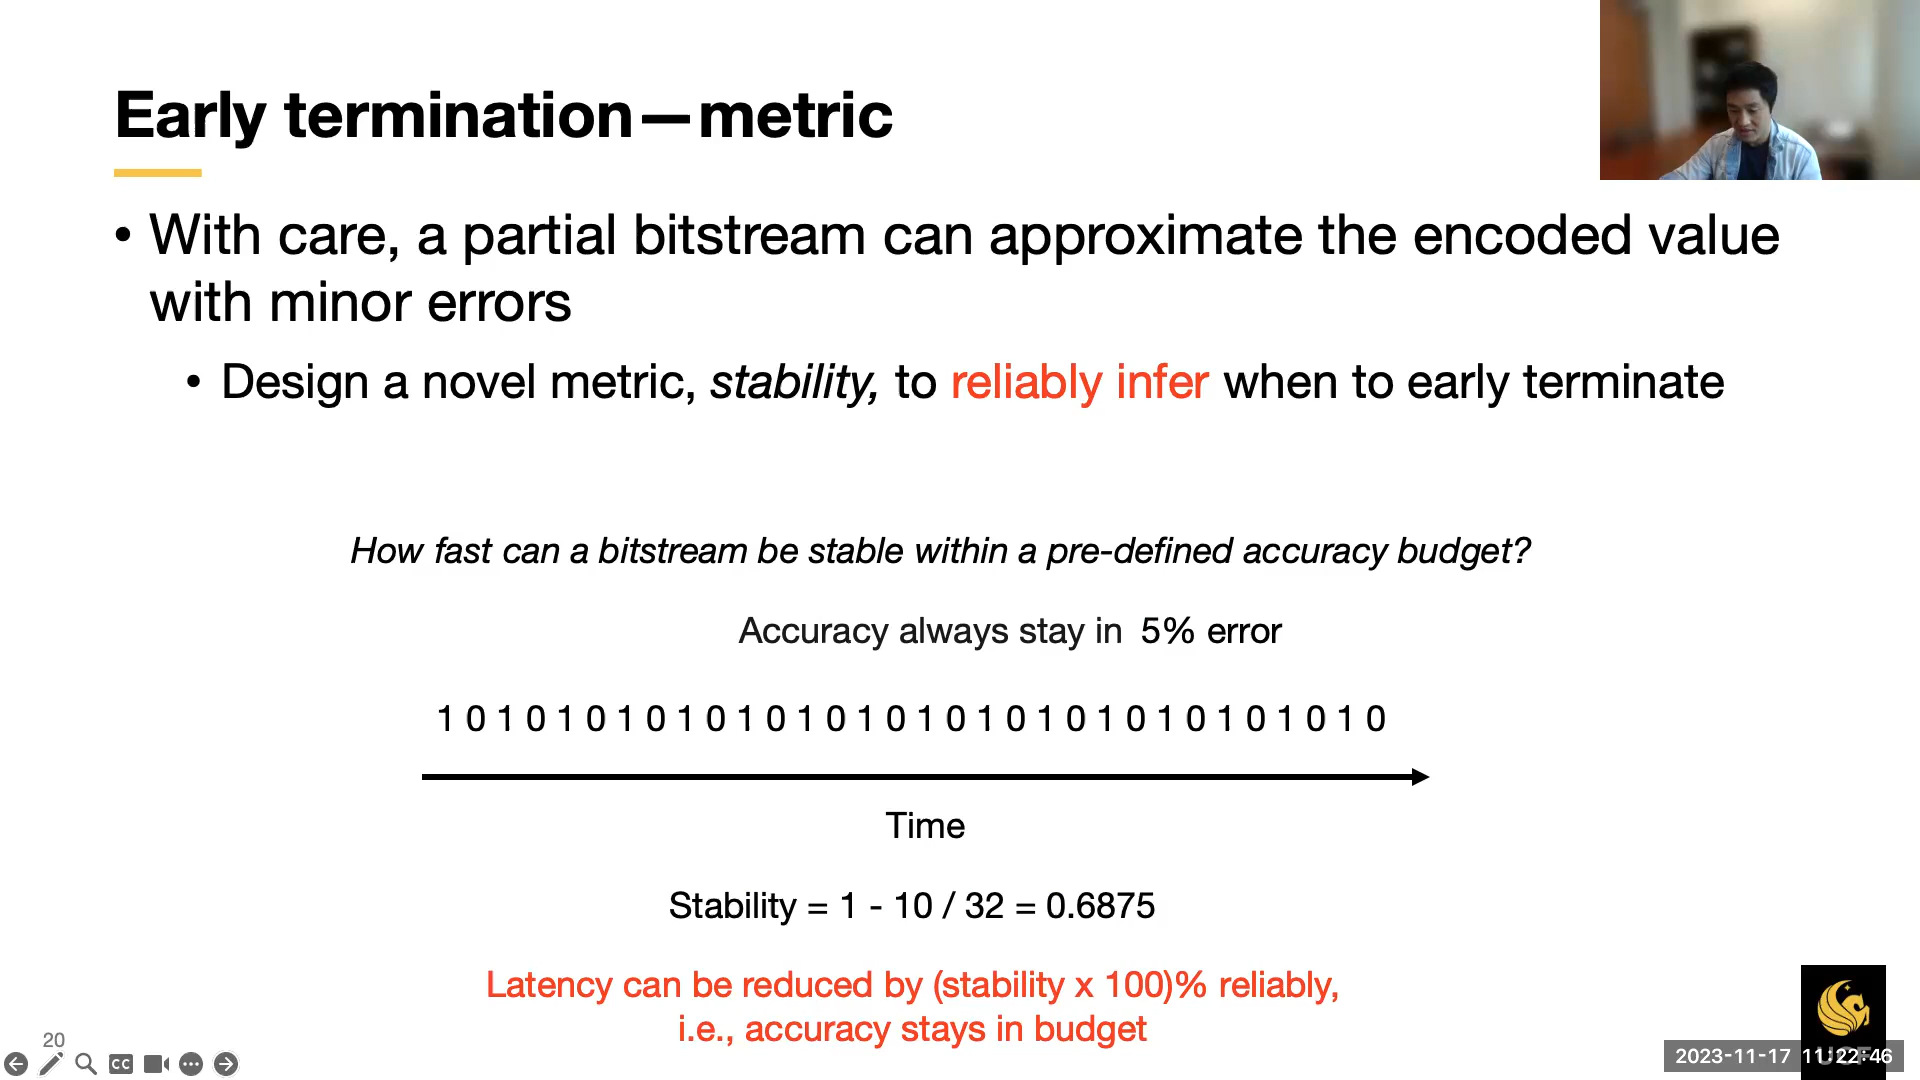 Early termination—metric
• With care, a partial bitstream can approximate the encoded value
with minor errors
• Design a novel metric, stability, to reliably infer when to early terminate
How fast can a bitstream be stable within a pre-defined accuracy budget?
Accuracy always stay in 5% error
1 0 1 0 1 0 1 0 1 0 1 0 1 0 1 0 1 0 1 0 1 0 1 0 1 0 1 0 1 0 1 0
Time
Stability = 1 - 10 / 32 = 0.6875
Latency can be reduced by (stability x 100)% reliably,
i.e., accuracy stays in budget
20
CC
UCF
2023-11-17 11:22:46